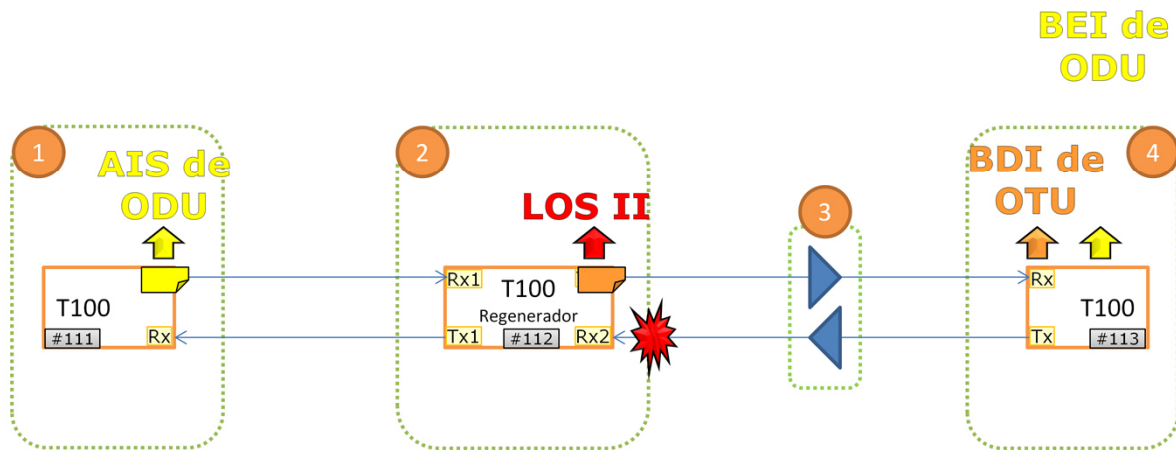 BEI de
ODU
1
2
4
AIS de
ODU
LOS II
3
BDI de
OTU
T100
#111
Rx
Rx1
T100
Regenerador
Tx1
#112
Rx2
Rx
T100
Tx
#113